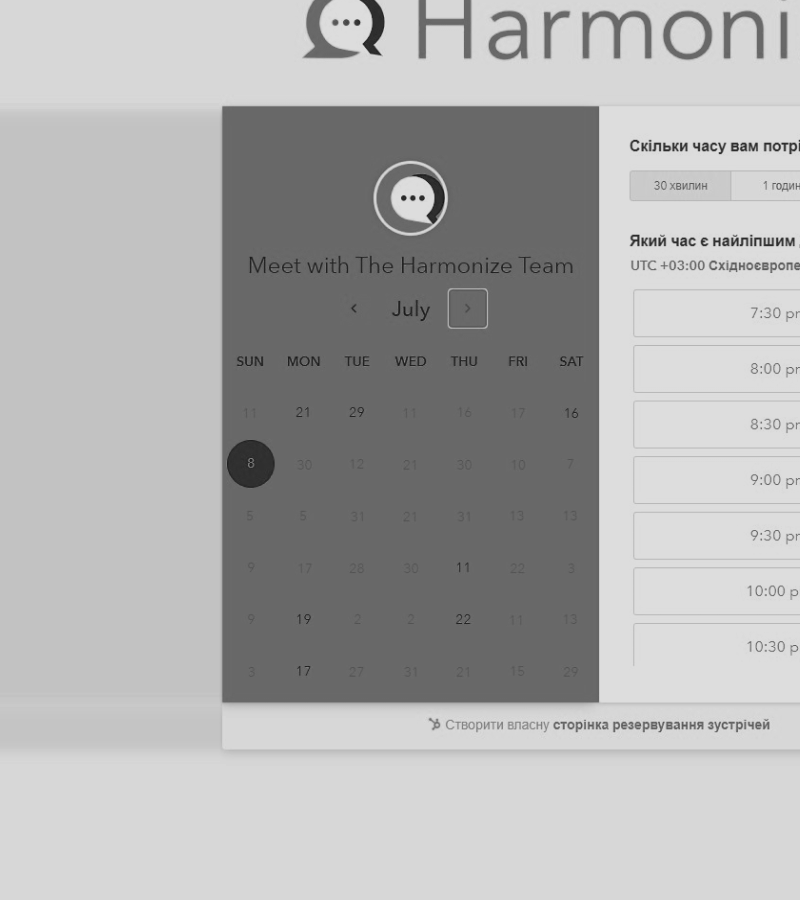 Harmoni
Meet with The Harmonize Team
July
SUN MON TUE WED THU FRI SAT
11 21 29 11 16 17 16
8 30 12 21 30 10 7
5 5 31 21 31 13 13
9 17 28 30 11 22 3
9 19 2 2 22 11 13
3 17 27 31 21 15 29
Скільки часу вам потрі
30 хвилин 1 годин
Який час є найліпшим
UTC +03:00 Східноєвропе
7:30 pr
8:00 pr
8:30 pr
9:00 pr
9:30 pr
10:00 p
10:30 p
Створити власну сторінка резервування зустрічей